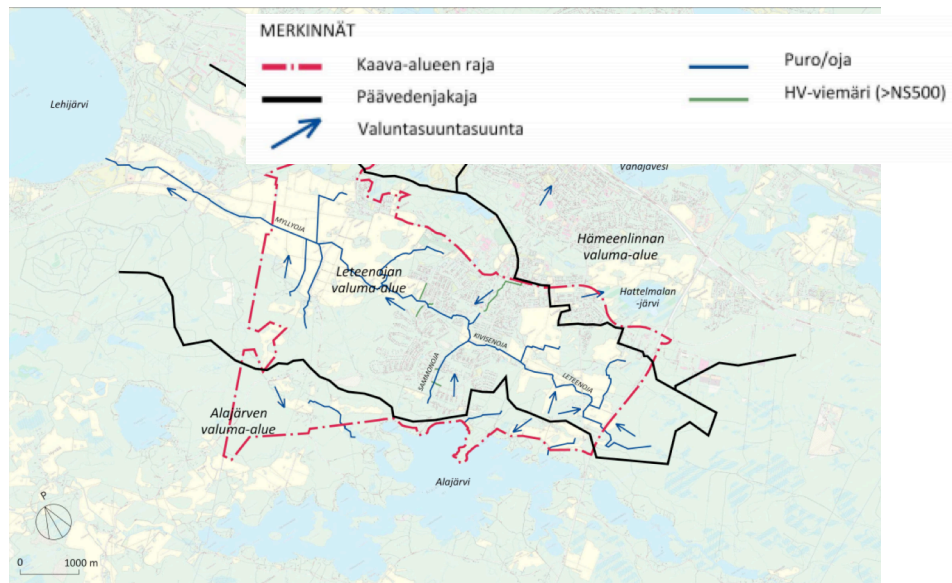 MERKINNÄT
Kaava-alueen raja
Päävedenjakaja
Valuntasuuntasuunta
Puro/oja
HV-viemäri (>NS500)
Lehijärvi
Vanajavesi
MYLLYOJA
Hämeenlinnan
valuma-alue
Leteenojan
valuma-alue
Hattelmalan
-järvi
KIVISENOJA
SAMMONOJA
LETEENOJA
Alajärven
valuma-alue
Alajärvi
P
0 1000 m